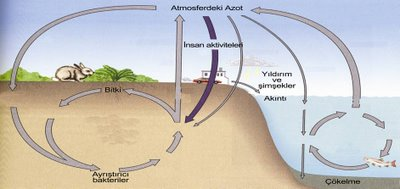 Atmosferdeki Azot
İnsan aktiviteleri
Yıldırım
ve
şimşekler
Akıntı
Bitki
Ayrıştırıcı
bakteriler
Çökelme